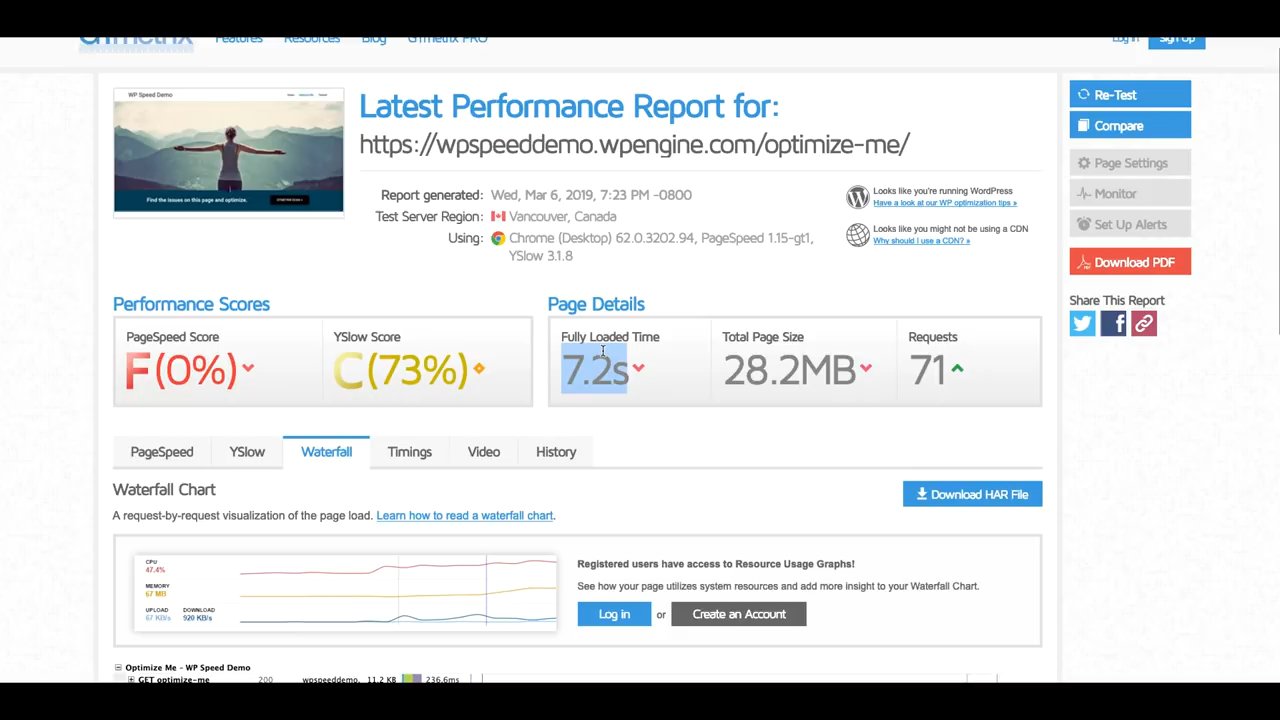 GTmetrix Features Resources Blog GTmetrix PRO Log in Sign Up
WP Speed Demo
Find the issues on this page and optimize.
Latest Performance Report for:
https://wpspeeddemo.wpengine.com/optimize-me/
Report generated: Wed, Mar 6, 2019, 7:23 PM -0800
Test Server Region: Vancouver, Canada
Using: Chrome (Desktop) 62.0.3202.94, PageSpeed 1.15-gt1,
YSlow 3.1.8
Looks like you're running WordPress
Have a look at our WP optimization tips »
Looks like you might not be using a CDN
Why should I use a CDN? »
Re-Test
Compare
Page Settings
Monitor
Set Up Alerts
Download PDF
Share This Report
Performance Scores
PageSpeed Score YSlow Score
F(0%) C(73%)
Page Details
Fully Loaded Time Total Page Size Requests
7.2s 28.2MB 71
PageSpeed YSlow Waterfall Timings Video History
Waterfall Chart
Download HAR File
A request-by-request visualization of the page load. Learn how to read a waterfall chart.
CPU
47.4%
MEMORY
67 MB
UPLOAD DOWNLOAD
67 KB/s 920 KB/s
Registered users have access to Resource Usage Graphs!
See how your page utilizes system resources and add more insight to your Waterfall Chart.
Log in or Create an Account
Optimize Me - WP Speed Demo
GET optimize-me 200 wpspeeddemo. 11.2 KB 236.6ms